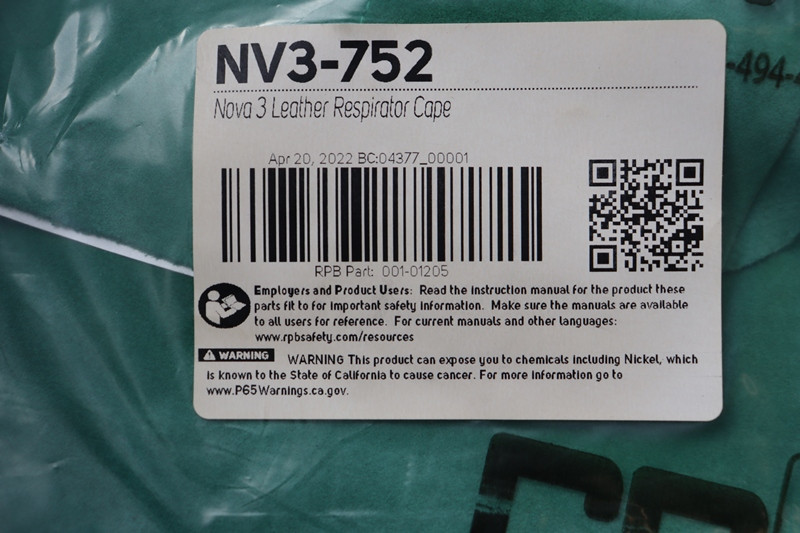 NV3-752
-494-
Nova 3 Leather Respirator Cape
Apr 20, 2022 BC:04377_00001
RPB Part: 001-01205
Employers and Product Users: Read the instruction manual for the product these
parts fit to for important safety information. Make sure the manuals are available
to all users for reference. For current manuals and other languages:
www.rpbsafety.com/resources
WARNING WARNING This product can expose you to chemicals including Nickel, which
is known to the State of California to cause cancer. For more information go to
www.P65Warnings.ca.gov.